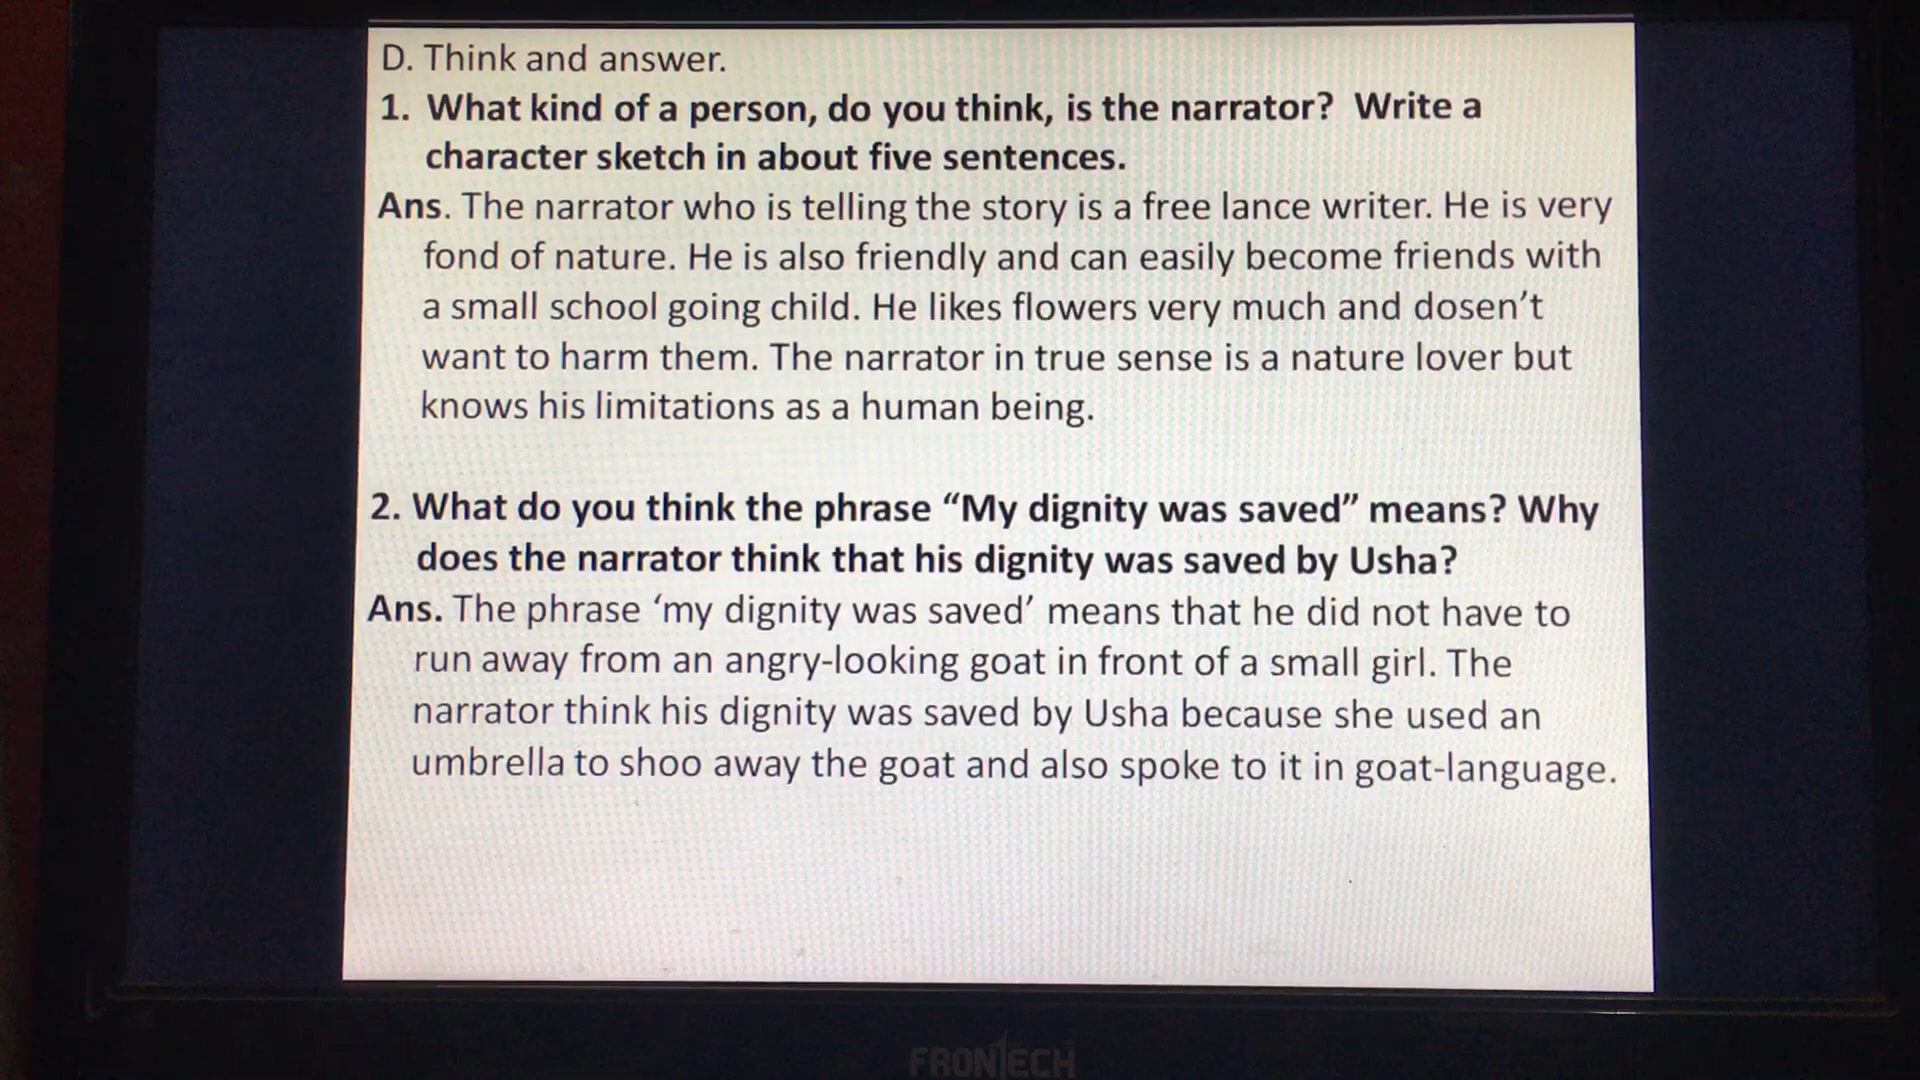 D. Think and answer.
1. What kind of a person, do you think, is the narrator? Write a
character sketch in about five sentences.
Ans. The narrator who is telling the story is a free lance writer. He is very
fond of nature. He is also friendly and can easily become friends with
a small school going child. He likes flowers very much and dosen’t
want to harm them. The narrator in true sense is a nature lover but
knows his limitations as a human being.
2. What do you think the phrase “My dignity was saved” means? Why
does the narrator think that his dignity was saved by Usha?
Ans. The phrase ‘my dignity was saved’ means that he did not have to
run away from an angry-looking goat in front of a small girl. The
narrator think his dignity was saved by Usha because she used an
umbrella to shoo away the goat and also spoke to it in goat-language.
FRONTECH